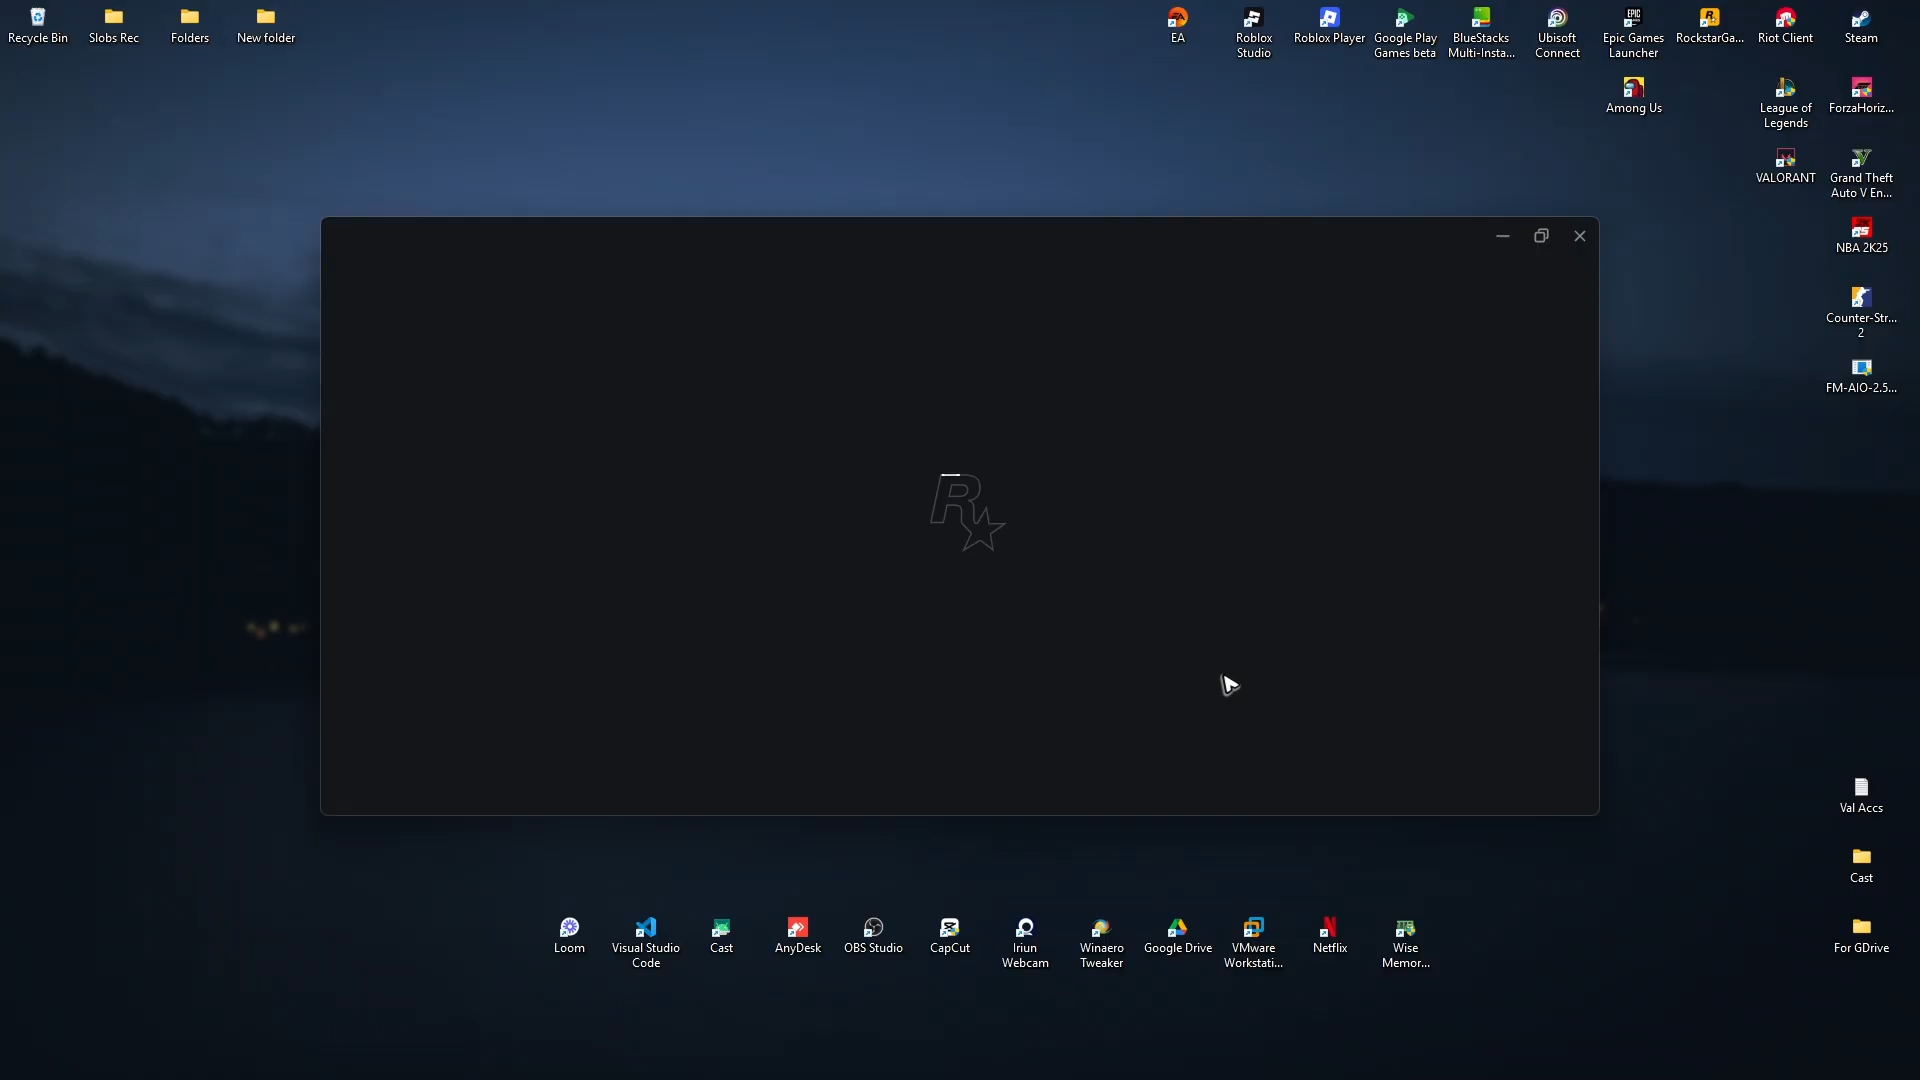 Recycle Bin
Slobs Rec
Folders
New folder
EA
Roblox
Studio
Roblox Player
Google Play
Games beta
BlueStacks
Multi-Insta...
Ubisoft
Connect
Epic Games
Launcher
RockstarGa...
Riot Client
Steam
Among Us
League of
Legends
ForzaHoriz...
VALORANT
Grand Theft
Auto V En...
NBA 2K25
Counter-Str...
2
FM-AIO-2.5...
Val Accs
Cast
For GDrive
Loom
Visual Studio
Code
Cast
AnyDesk
OBS Studio
CapCut
Iriun
Webcam
Winaero
Tweaker
Google Drive
VMware
Workstati...
Netflix
Wise
Memor...